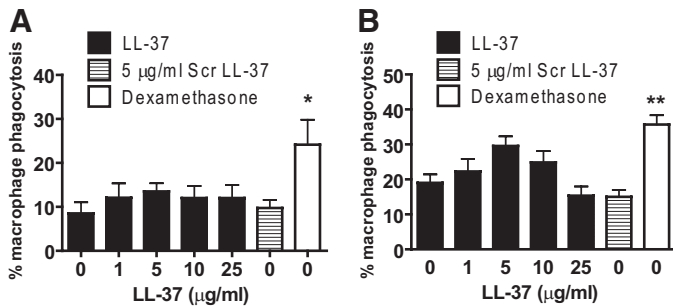 A
LL-37
5 μg/ml Scr LL-37
Dexamethasone
% macrophage phagocytosis
40
30
20
10
0
*
0 1 5 10 25 0 0
LL-37 (μg/ml)
B
LL-37
5 μg/ml Scr LL-37
Dexamethasone
% macrophage phagocytosis
50
40
30
20
10
0
**
0 1 5 10 25 0 0
LL-37 (μg/ml)